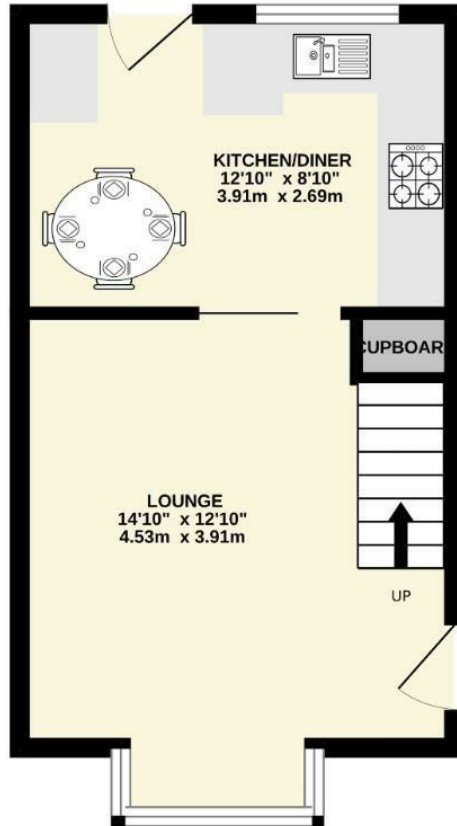 KITCHEN/DINER
12'10" x 8'10"
3.91m x 2.69m
CUPBOAR
LOUNGE
14'10" x 12'10"
4.53m x 3.91m
UP